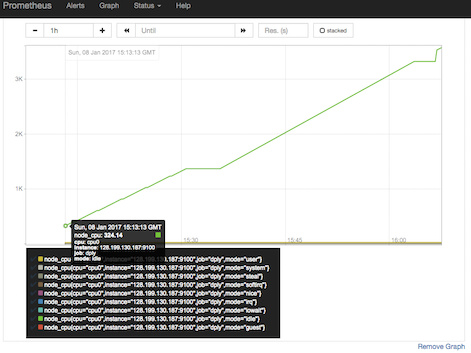 Prometheus Alerts Graph Status Help
1h Until Res. (s) stacked
Sun, 08 Jan 2017 15:13:13 GMT
3K
2K
1K
Sun, 08 Jan 2017 15:13:13 GMT
node_cpu: 324.14
cpu: cpu0
instance: 128.199.130.187:9100
job: dply
mode: idle
15:30 15:45 16:00
node_cpu{cpu="cpu0",instance="128.199.130.187:9100",job="dply",mode="user"}
node_cpu{cpu="cpu0",instance="128.199.130.187:9100",job="dply",mode="system"}
node_cpu{cpu="cpu0",instance="128.199.130.187:9100",job="dply",mode="steal"}
node_cpu{cpu="cpu0",instance="128.199.130.187:9100",job="dply",mode="softirq"}
node_cpu{cpu="cpu0",instance="128.199.130.187:9100",job="dply",mode="nice"}
node_cpu{cpu="cpu0",instance="128.199.130.187:9100",job="dply",mode="irq"}
node_cpu{cpu="cpu0",instance="128.199.130.187:9100",job="dply",mode="iowait"}
node_cpu{cpu="cpu0",instance="128.199.130.187:9100",job="dply",mode="idle"}
node_cpu{cpu="cpu0",instance="128.199.130.187:9100",job="dply",mode="guest"}
Remove Graph